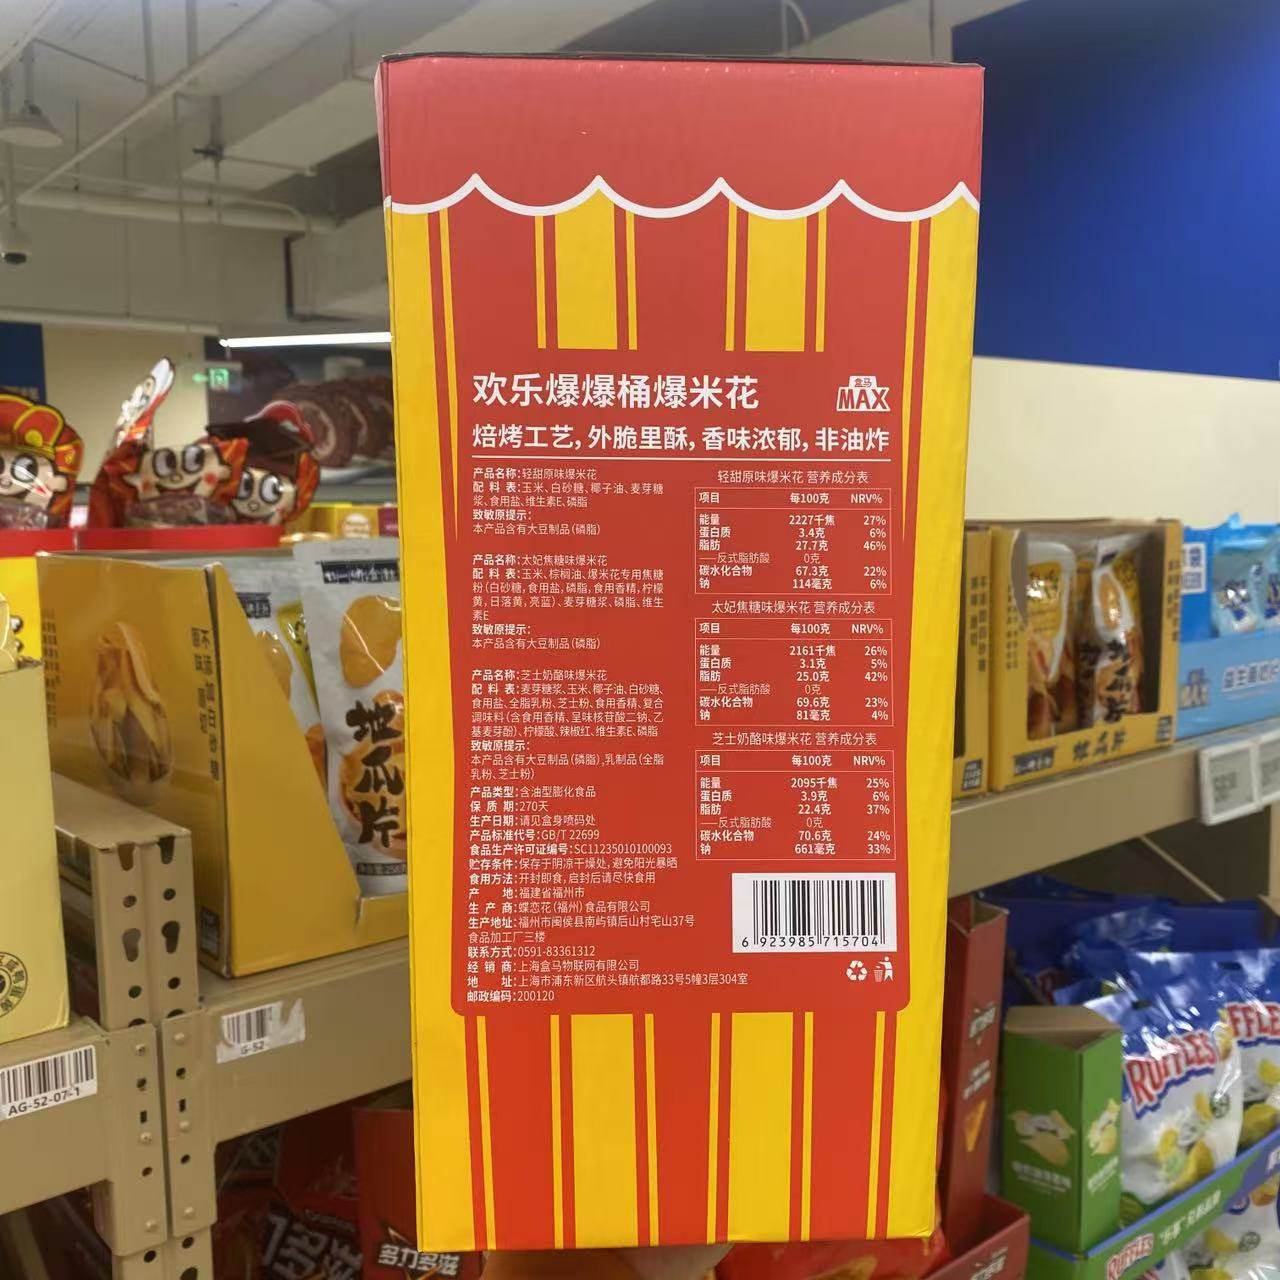 欢乐爆爆桶爆米花
盒马
MAX
焙烤工艺,外脆里酥,香味浓郁,非油炸
产品名称:轻甜原味爆米花
配 料 表:玉米、白砂糖、椰子油、麦芽糖
浆、食用盐、维生素E、磷脂
致敏原提示:
本产品含有大豆制品(磷脂)
产品名称:太妃焦糖味爆米花
配 料 表:玉米、棕榈油、爆米花专用焦糖
粉(白砂糖,食用盐,磷脂,食用香精,柠檬
黄,日落黄,亮蓝)、麦芽糖浆、磷脂、维生
素E
致敏原提示:
本产品含有大豆制品(磷脂)
产品名称:芝士奶酪味爆米花
配 料 表:麦芽糖浆、玉米、椰子油、白砂糖、
食用盐、全脂乳粉、芝士粉、食用香精、复合
调味料(含食用香精、呈味核苷酸二钠、乙
基麦芽酚)、柠檬酸、辣椒红、维生素E、磷脂
致敏原提示:
本产品含有大豆制品(磷脂),乳制品(全脂
乳粉、芝士粉)
产品类型:含油型膨化食品
保 质 期:270天
生产日期:请见盒身喷码处
产品标准代号:GB/T 22699
食品生产许可证编号:SC11235010100093
贮存条件:保存于阴凉干燥处,避免阳光暴晒
食用方法:开封即食,启封后请尽快食用
产 地:福建省福州市
生 产 商:蝶恋花(福州)食品有限公司
生产地址:福州市闽侯县南屿镇后山村宅山37号
食品加工厂三楼
联系方式:0591-83361312
经 销 商:上海盒马物联网有限公司
地 址:上海市浦东新区航头镇航都路33号5幢3层304室
邮政编码:200120
轻甜原味爆米花 营养成分表
项目 每100克 NRV%
能量 2227千焦 27%
蛋白质 3.4克 6%
脂肪 27.7克 46%
——反式脂肪酸 0克
碳水化合物 67.3克 22%
钠 114毫克 6%
太妃焦糖味爆米花 营养成分表
项目 每100克 NRV%
能量 2161千焦 26%
蛋白质 3.1克 5%
脂肪 25.0克 42%
——反式脂肪酸 0克
碳水化合物 69.6克 23%
钠 81毫克 4%
芝士奶酪味爆米花 营养成分表
项目 每100克 NRV%
能量 2095千焦 25%
蛋白质 3.9克 6%
脂肪 22.4克 37%
——反式脂肪酸 0克
碳水化合物 70.6克 24%
钠 661毫克 33%
6 923985 715704
地瓜片
AG-52-07-1
G-52
多力多滋
RUFFLES
RUFFLES
MAX